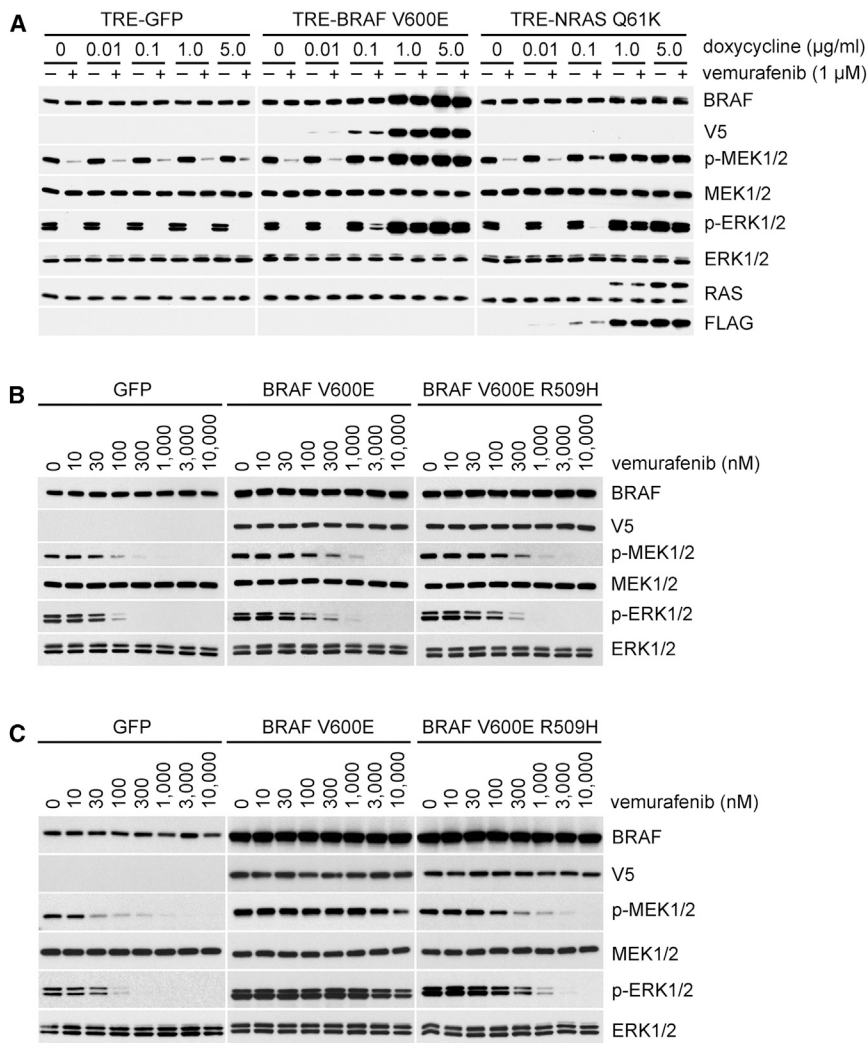 A
TRE-GFP TRE-BRAF V600E TRE-NRAS Q61K
0 0.01 0.1 1.0 5.0 0 0.01 0.1 1.0 5.0 0 0.01 0.1 1.0 5.0 doxycycline (µg/ml)
– + – + – + – + – + – + – + – + – + – + – + – + – + – + – + vemurafenib (1 µM)
BRAF
V5
p-MEK1/2
MEK1/2
p-ERK1/2
ERK1/2
RAS
FLAG
B
GFP BRAF V600E BRAF V600E R509H
0 10 30 100 300 1,000 3,000 10,000 0 10 30 100 300 1,000 3,000 10,000 0 10 30 100 300 1,000 3,000 10,000 vemurafenib (nM)
BRAF
V5
p-MEK1/2
MEK1/2
p-ERK1/2
ERK1/2
C
GFP BRAF V600E BRAF V600E R509H
0 10 30 100 300 1,000 3,000 10,000 0 10 30 100 300 1,000 3,000 10,000 0 10 30 100 300 1,000 3,000 10,000 vemurafenib (nM)
BRAF
V5
p-MEK1/2
MEK1/2
p-ERK1/2
ERK1/2